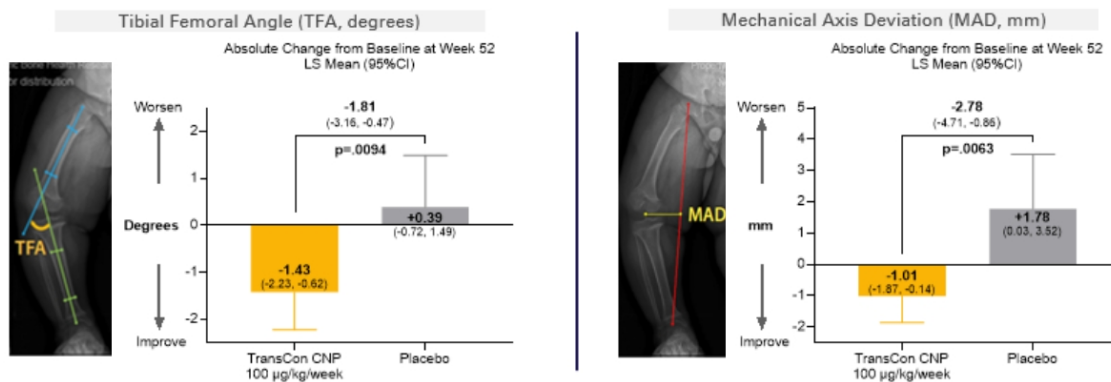 Tibial Femoral Angle (TFA, degrees)
Absolute Change from Baseline at Week 52
LS Mean (95%CI)
or distribution
Worsen
Degrees
Improve
TFA
2
1
0
-1
-2
-1.81
(-3.16, -0.47)
p=.0094
+0.39
(-0.72, 1.49)
-1.43
(-2.23, -0.62)
TransCon CNP
100 µg/kg/week
Placebo
Mechanical Axis Deviation (MAD, mm)
Absolute Change from Baseline at Week 52
LS Mean (95%CI)
Worsen
mm
Improve
MAD
5
4
3
2
1
0
-1
-2
-2.78
(-4.71, -0.86)
p=.0063
+1.78
(0.03, 3.52)
-1.01
(-1.87, -0.14)
TransCon CNP
100 µg/kg/week
Placebo